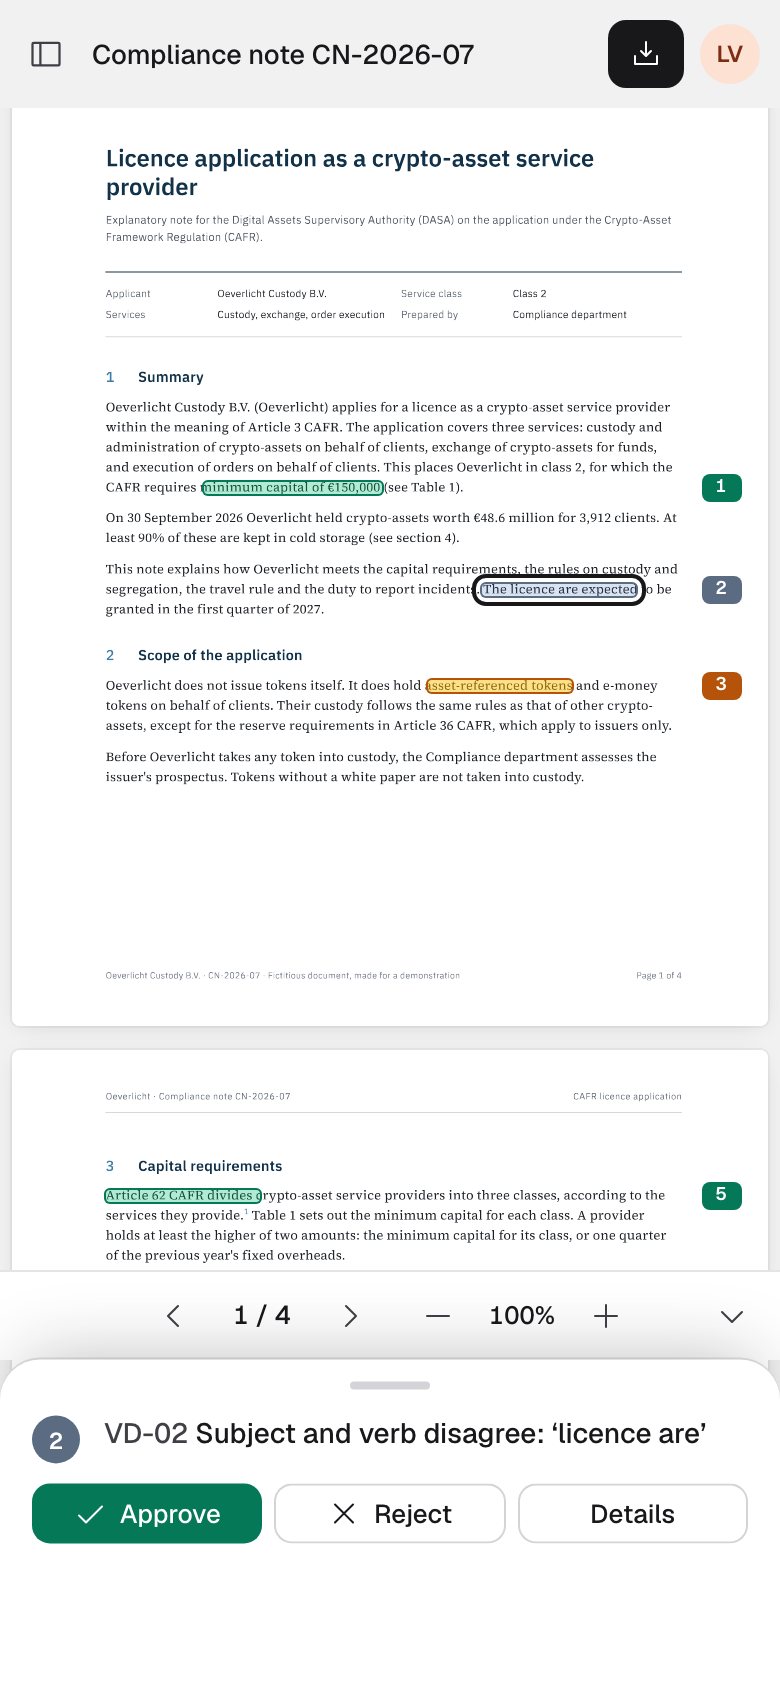 Compliance note CN-2026-07
LV
Licence application as a crypto-asset service
provider
Explanatory note for the Digital Assets Supervisory Authority (DASA) on the application under the Crypto-Asset
Framework Regulation (CAFR).
Applicant Oeverlicht Custody B.V. Service class Class 2
Services Custody, exchange, order execution Prepared by Compliance department
1 Summary
Oeverlicht Custody B.V. (Oeverlicht) applies for a licence as a crypto-asset service provider
within the meaning of Article 3 CAFR. The application covers three services: custody and
administration of crypto-assets on behalf of clients, exchange of crypto-assets for funds,
and execution of orders on behalf of clients. This places Oeverlicht in class 2, for which the
CAFR requires minimum capital of €150,000 (see Table 1).
1
On 30 September 2026 Oeverlicht held crypto-assets worth €48.6 million for 3,912 clients. At
least 90% of these are kept in cold storage (see section 4).
This note explains how Oeverlicht meets the capital requirements, the rules on custody and
segregation, the travel rule and the duty to report incidents. The licence are expected to be
2
granted in the first quarter of 2027.
2 Scope of the application
Oeverlicht does not issue tokens itself. It does hold asset-referenced tokens and e-money
3
tokens on behalf of clients. Their custody follows the same rules as that of other crypto-
assets, except for the reserve requirements in Article 36 CAFR, which apply to issuers only.
Before Oeverlicht takes any token into custody, the Compliance department assesses the
issuer's prospectus. Tokens without a white paper are not taken into custody.
Oeverlicht Custody B.V. · CN-2026-07 · Fictitious document, made for a demonstration Page 1 of 4
Oeverlicht · Compliance note CN-2026-07 CAFR licence application
3 Capital requirements
Article 62 CAFR divides crypto-asset service providers into three classes, according to the
5
services they provide.¹ Table 1 sets out the minimum capital for each class. A provider
holds at least the higher of two amounts: the minimum capital for its class, or one quarter
of the previous year's fixed overheads.
1 / 4 100%
2 VD-02 Subject and verb disagree: ‘licence are’
Approve Reject Details